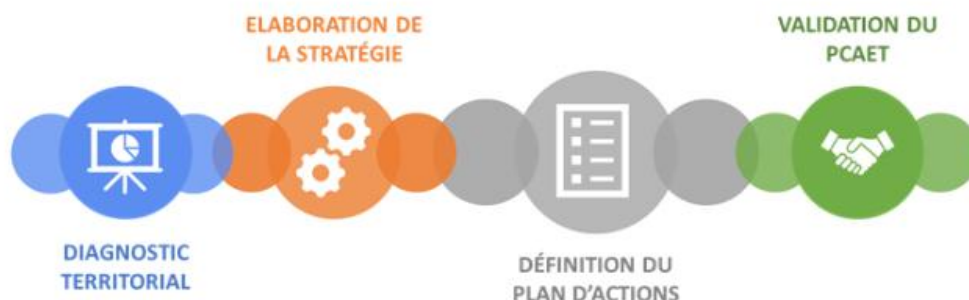 ELABORATION DE
LA STRATÉGIE
VALIDATION DU
PCAET
DIAGNOSTIC
TERRITORIAL
DÉFINITION DU
PLAN D'ACTIONS